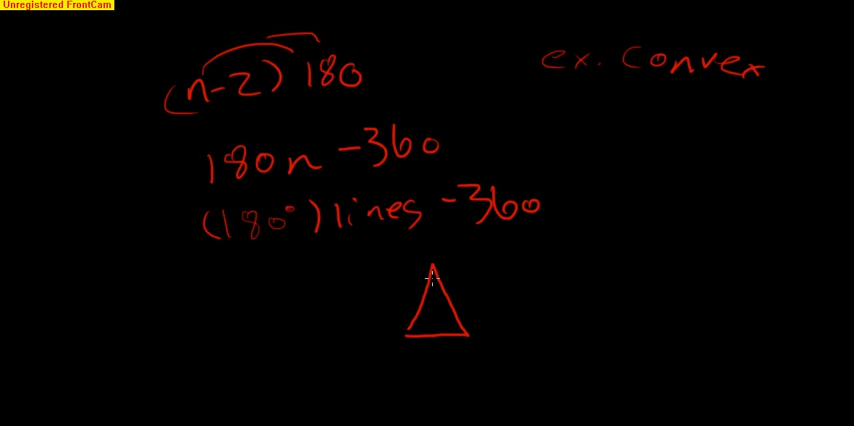 Unregistered FrontCam
ex. Convex
(n-2) 180
180n - 360
(180°) lines - 360